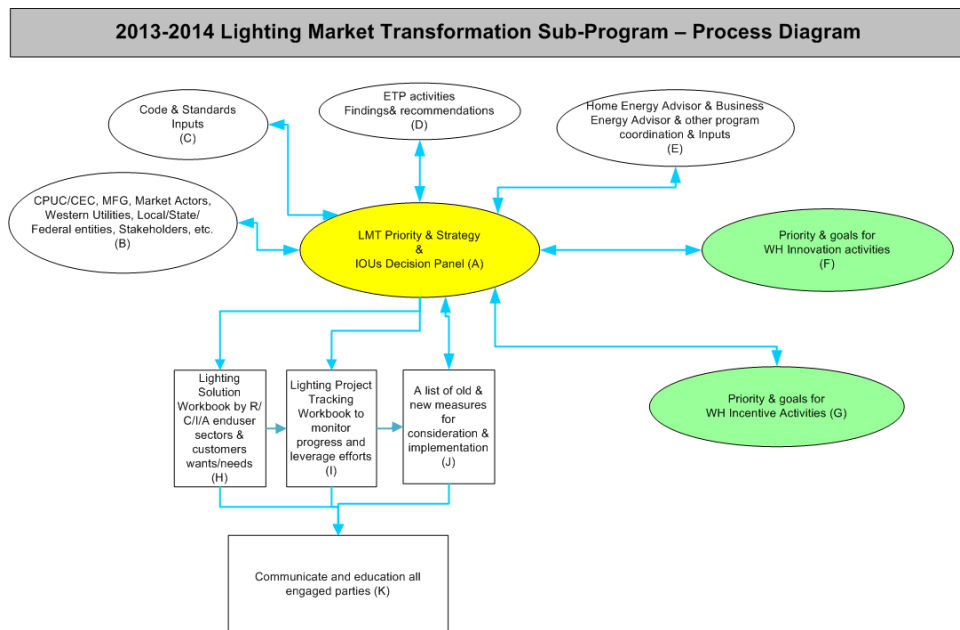 2013-2014 Lighting Market Transformation Sub-Program – Process Diagram
Code & Standards
Inputs
(C)
ETP activities
Findings& recommendations
(D)
Home Energy Advisor & Business
Energy Advisor & other program
coordination & Inputs
(E)
CPUC/CEC, MFG, Market Actors,
Western Utilities, Local/State/
Federal entities, Stakeholders, etc.
(B)
LMT Priority & Strategy
&
IOUs Decision Panel (A)
Priority & goals for
WH Innovation activities
(F)
Lighting
Solution
Workbook by R/
C/I/A enduser
sectors &
customers
wants/needs
(H)
Lighting Project
Tracking
Workbook to
monitor
progress and
leverage efforts
(I)
A list of old &
new measures
for
consideration &
implementation
(J)
Priority & goals for
WH Incentive Activities (G)
Communicate and education all
engaged parties (K)